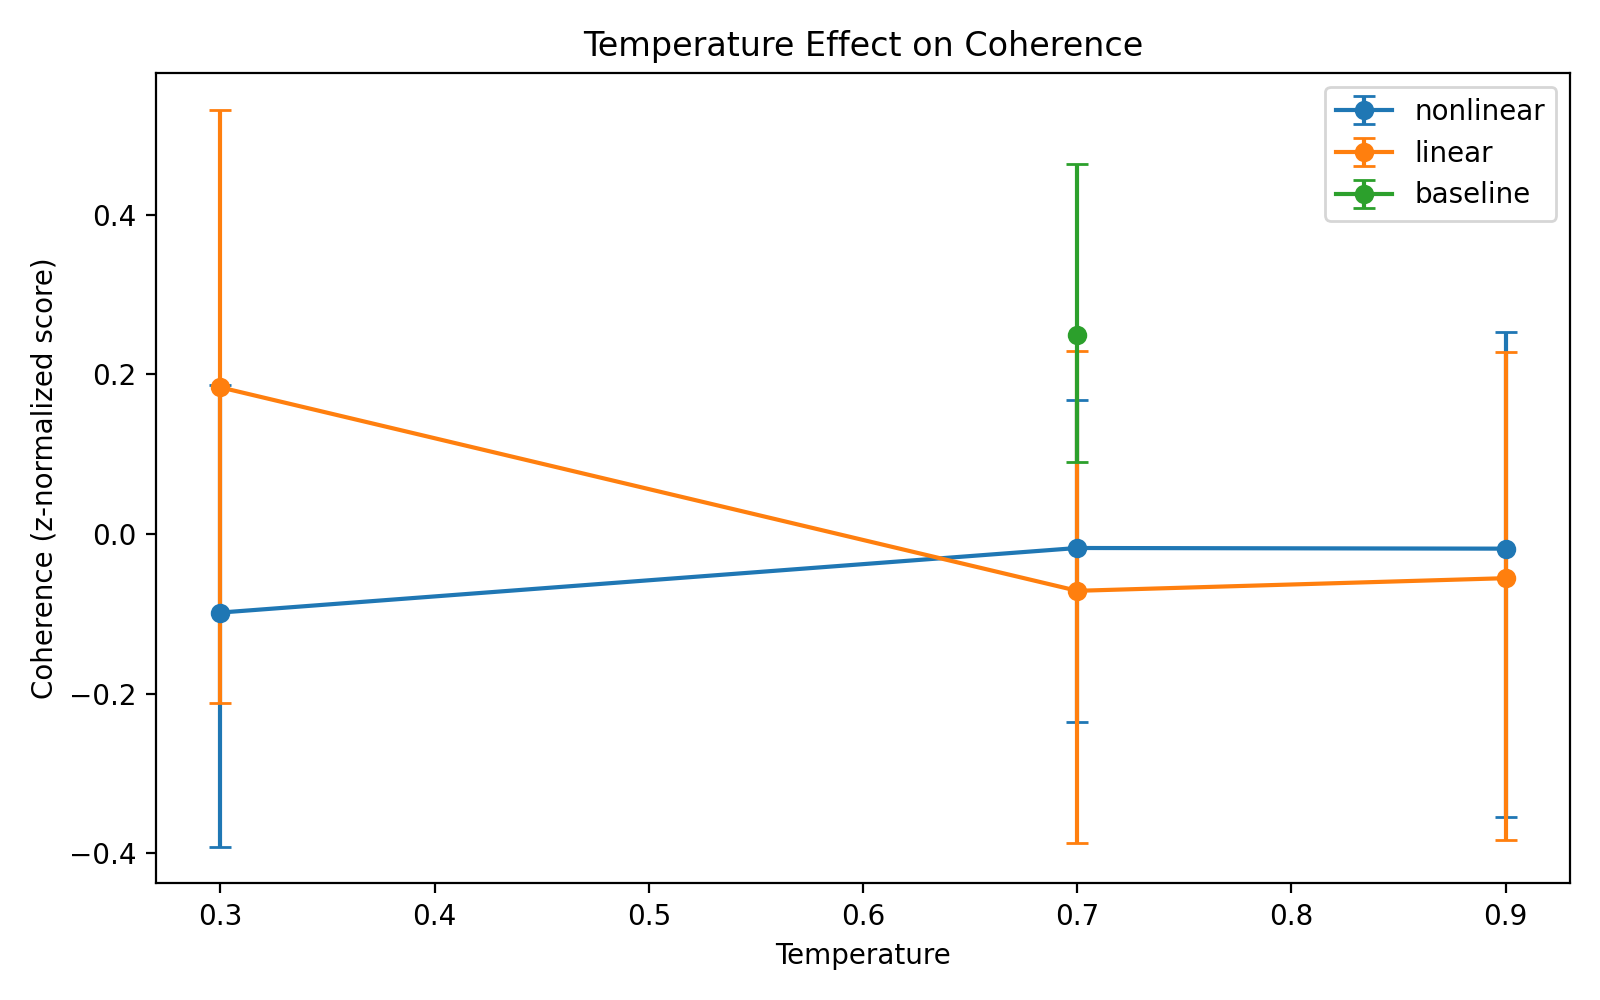 Temperature Effect on Coherence
nonlinear
linear
baseline
Coherence (z-normalized score)
0.4
0.2
0.0
−0.2
−0.4
0.3 0.4 0.5 0.6 0.7 0.8 0.9
Temperature